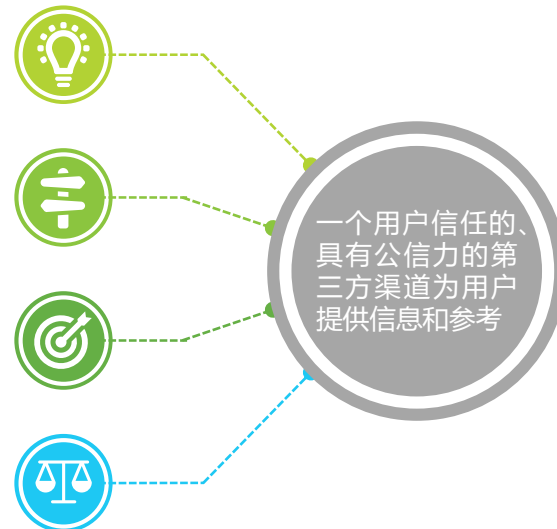 一个用户信任的、
具有公信力的第
三方渠道为用户
提供信息和参考